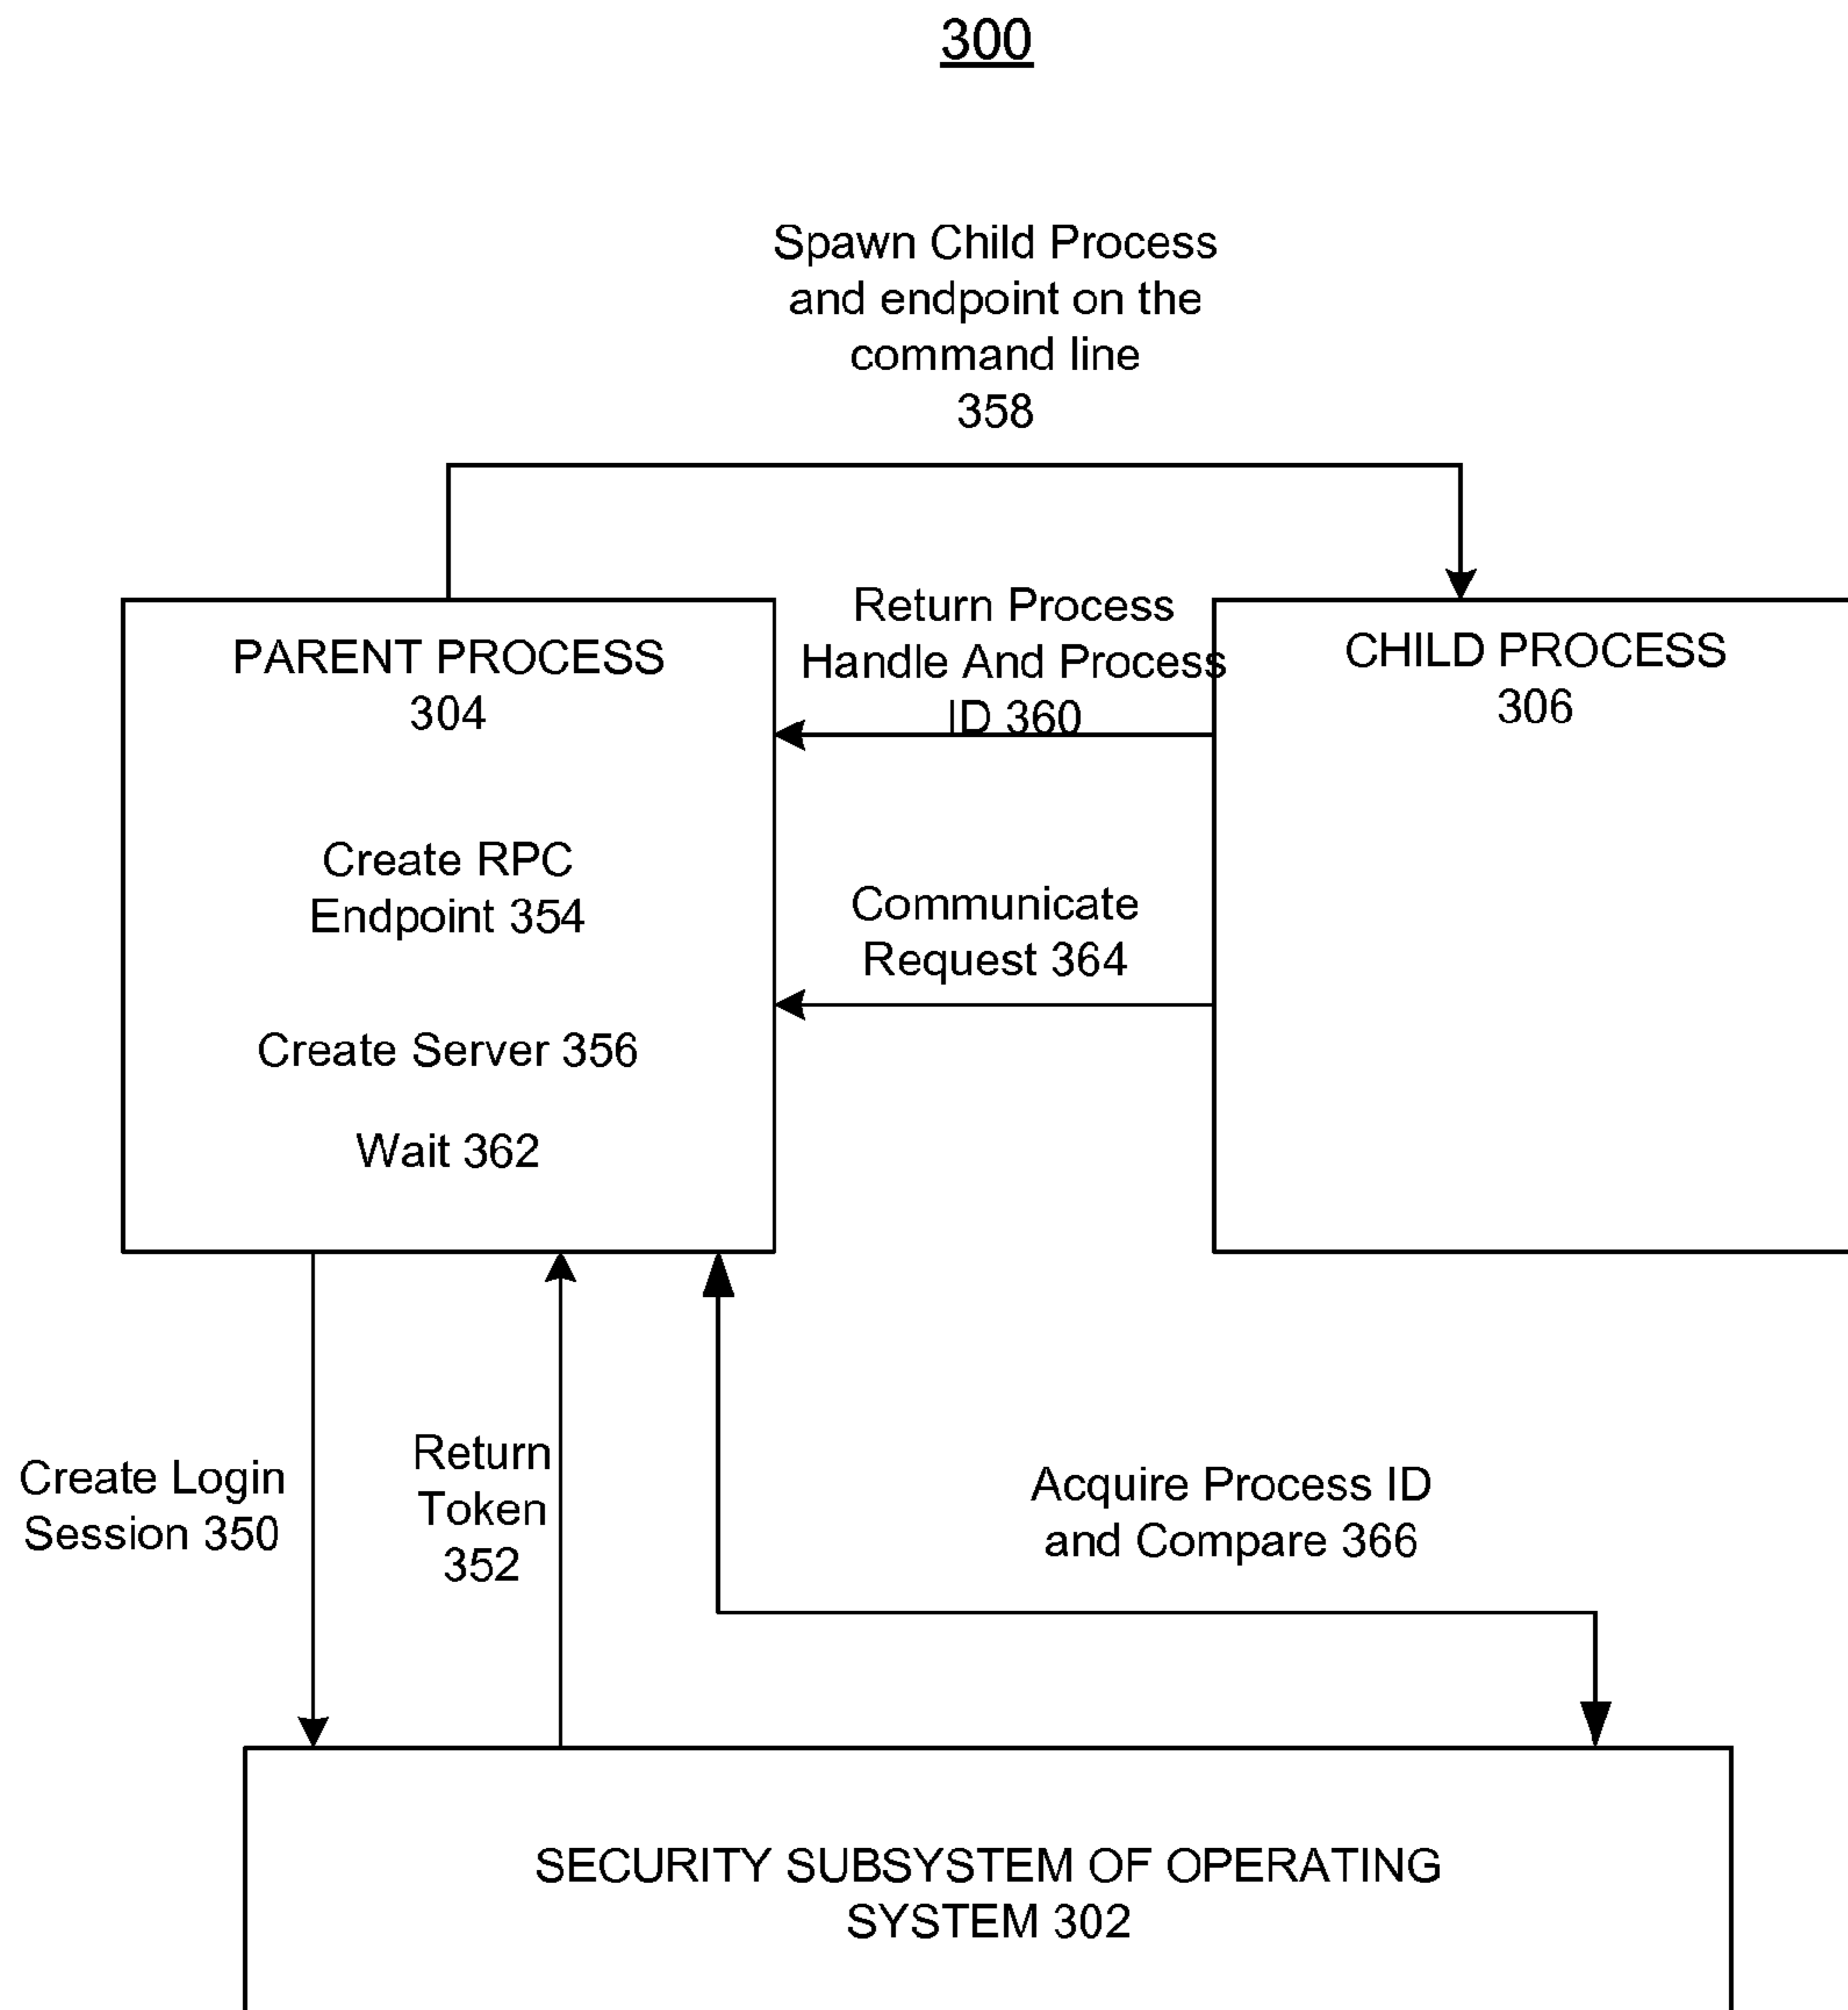 300
Spawn Child Process
and endpoint on the
command line
358
PARENT PROCESS
304
Create RPC
Endpoint 354
Create Server 356
Wait 362
Return Process
Handle And Process
ID 360
Communicate
Request 364
CHILD PROCESS
306
Create Login
Session 350
Return
Token
352
Acquire Process ID
and Compare 366
SECURITY SUBSYSTEM OF OPERATING
SYSTEM 302